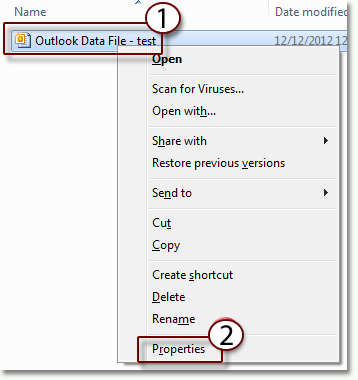 Name Date modified
1
Outlook Data File - test 12/12/2012 12
Open
Scan for Viruses...
Open with...
Share with
Restore previous versions
Send to
Cut
Copy
Create shortcut
Delete
Rename
2
Properties